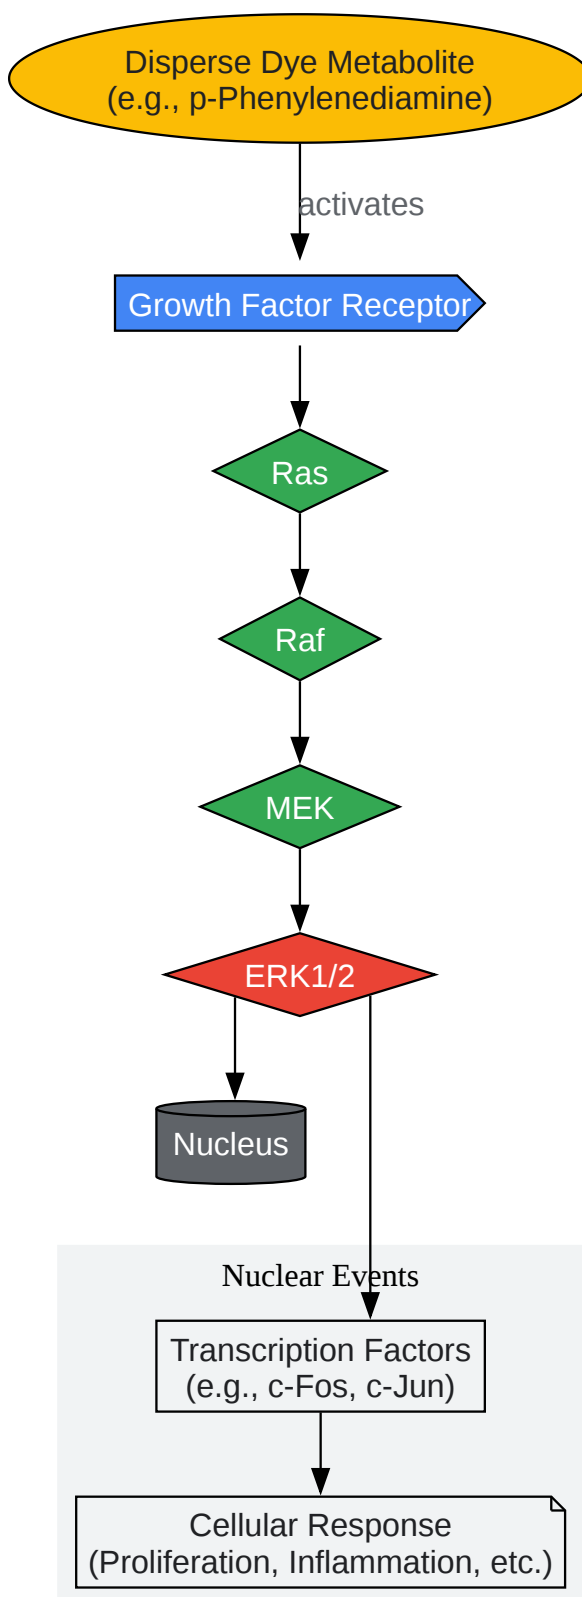 Disperse Dye Metabolite
(e.g., p-Phenylenediamine)
activates
Growth Factor Receptor
Ras
Raf
MEK
ERK1/2
Nucleus
Nuclear Events
Transcription Factors
(e.g., c-Fos, c-Jun)
Cellular Response
(Proliferation, Inflammation, etc.)